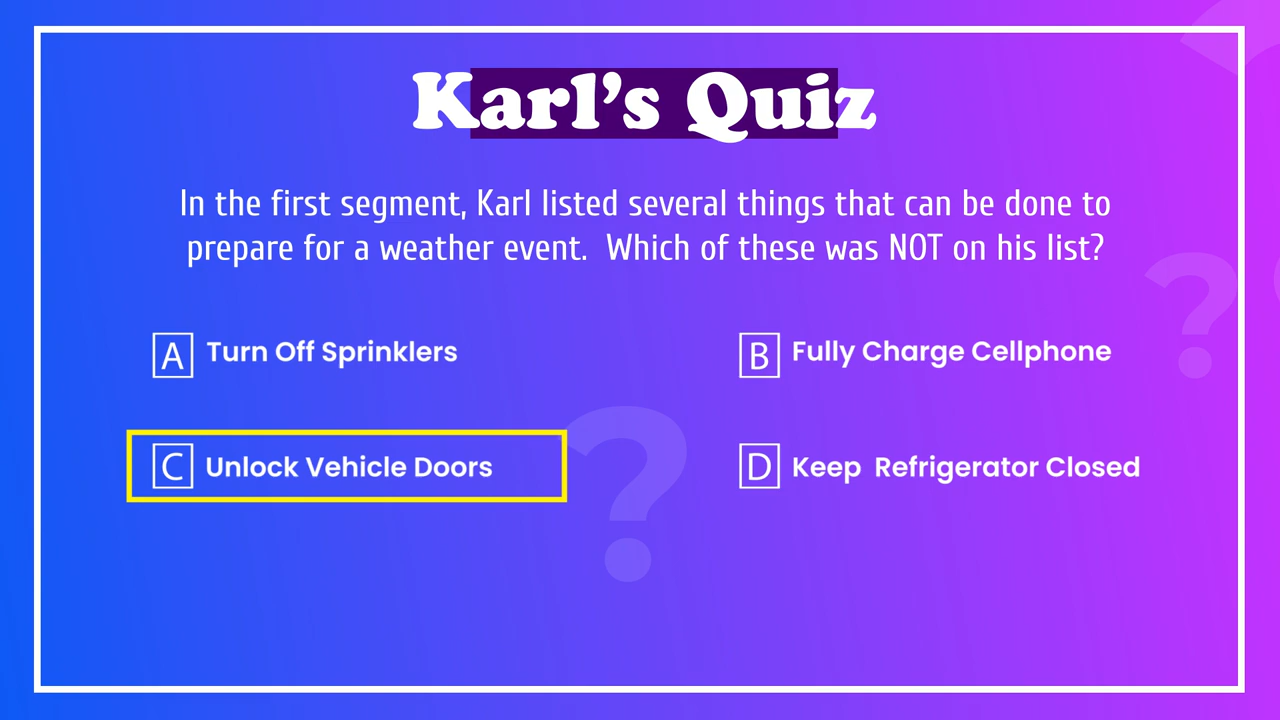 Karl's Quiz
In the first segment, Karl listed several things that can be done to
prepare for a weather event.  Which of these was NOT on his list?
A Turn Off Sprinklers
B Fully Charge Cellphone
C Unlock Vehicle Doors
D Keep  Refrigerator Closed